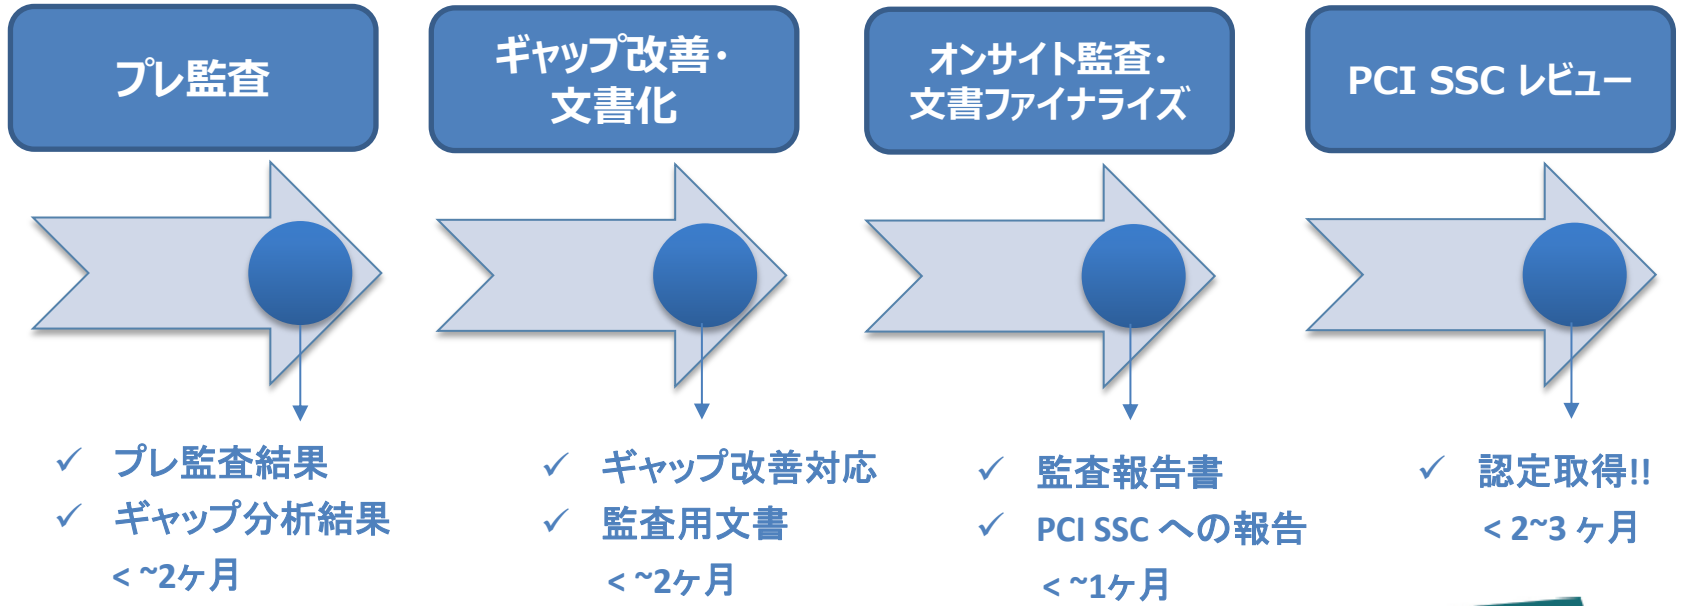 プレ監査
ギャップ改善・
文書化
オンサイト監査・
文書ファイナライズ
PCI SSC レビュー
✓ プレ監査結果
✓ ギャップ分析結果
< ~2ヶ月
✓ ギャップ改善対応
✓ 監査用文書
< ~2ヶ月
✓ 監査報告書
✓ PCI SSC への報告
< ~1ヶ月
✓ 認定取得!!
< 2~3 ヶ月